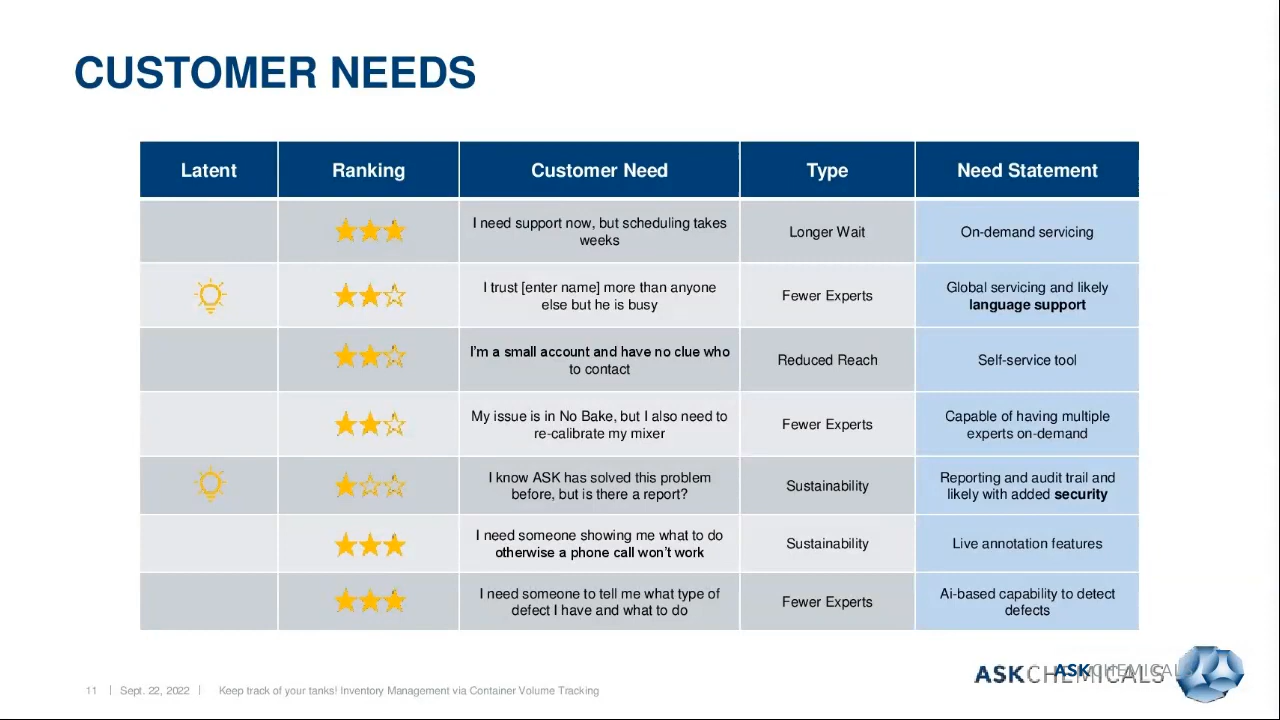 CUSTOMER NEEDS
Latent
Ranking
Customer Need
Type
Need Statement
I need support now, but scheduling takes
weeks
Longer Wait
On-demand servicing
I trust [enter name] more than anyone
else but he is busy
Fewer Experts
Global servicing and likely
language support
I'm a small account and have no clue who
to contact
Reduced Reach
Self-service tool
My issue is in No Bake, but I also need to
re-calibrate my mixer
Fewer Experts
Capable of having multiple
experts on-demand
I know ASK has solved this problem
before, but is there a report?
Sustainability
Reporting and audit trail and
likely with added security
I need someone showing me what to do
otherwise a phone call won't work
Sustainability
Live annotation features
I need someone to tell me what type of
defect I have and what to do
Fewer Experts
Ai-based capability to detect
defects
11 | Sept. 22, 2022 | Keep track of your tanks! Inventory Management via Container Volume Tracking
ASKCHEMICALS
ASKCHEMICAL